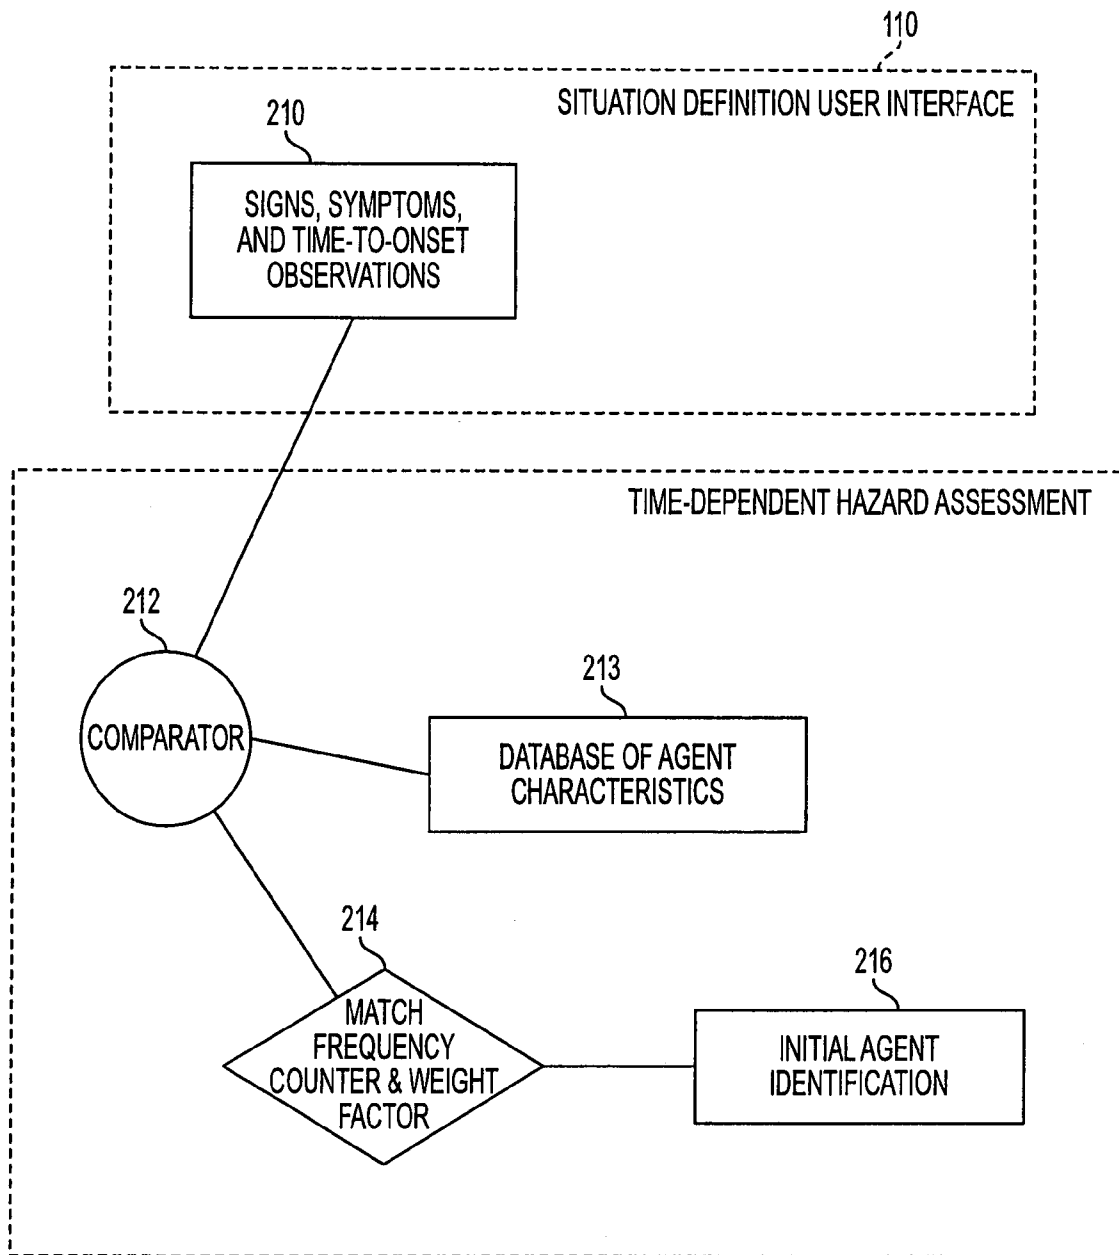 110
SITUATION DEFINITION USER INTERFACE
210
SIGNS, SYMPTOMS,
AND TIME-TO-ONSET
OBSERVATIONS
TIME-DEPENDENT HAZARD ASSESSMENT
212
COMPARATOR
213
DATABASE OF AGENT
CHARACTERISTICS
214
MATCH
FREQUENCY
COUNTER & WEIGHT
FACTOR
216
INITIAL AGENT
IDENTIFICATION